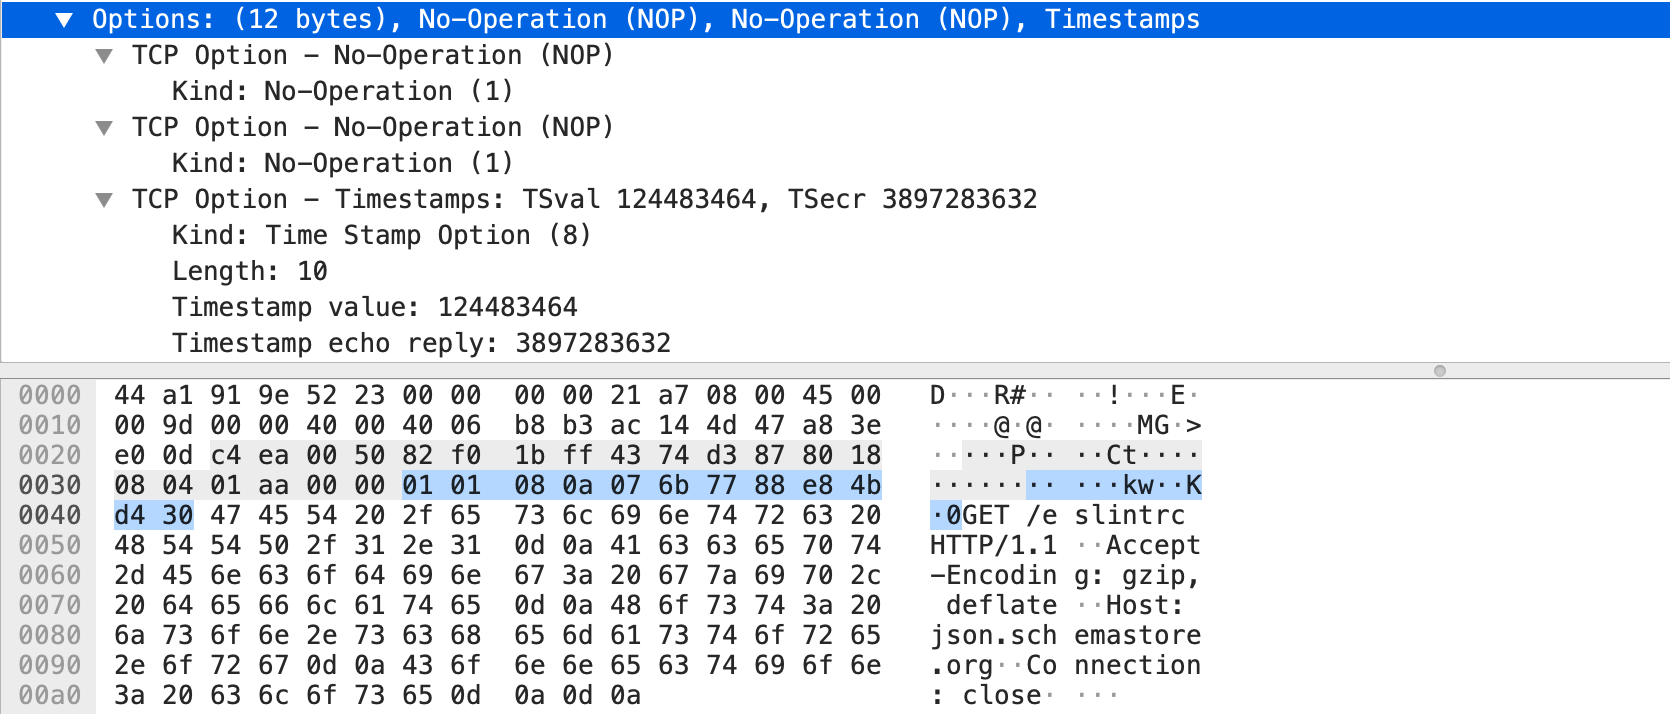 ▼ Options: (12 bytes), No-Operation (NOP), No-Operation (NOP), Timestamps
▼ TCP Option - No-Operation (NOP)
Kind: No-Operation (1)
▼ TCP Option - No-Operation (NOP)
Kind: No-Operation (1)
▼ TCP Option - Timestamps: TSval 124483464, TSecr 3897283632
Kind: Time Stamp Option (8)
Length: 10
Timestamp value: 124483464
Timestamp echo reply: 3897283632
0000 44 a1 91 9e 52 23 00 00 00 00 21 a7 08 00 45 00 D···R#·· ··!···E·
0010 00 9d 00 00 40 00 40 06 b8 b3 ac 14 4d 47 a8 3e ····@·@· ····MG·>
0020 e0 0d c4 ea 00 50 82 f0 1b ff 43 74 d3 87 80 18 ·····P·· ··Ct····
0030 08 04 01 aa 00 00 01 01 08 0a 07 6b 77 88 e8 4b ········ ···kw··K
0040 d4 30 47 45 54 20 2f 65 73 6c 69 6e 74 72 63 20 ·0GET /e slintrc
0050 48 54 54 50 2f 31 2e 31 0d 0a 41 63 63 65 70 74 HTTP/1.1 ··Accept
0060 2d 45 6e 63 6f 64 69 6e 67 3a 20 67 7a 69 70 2c -Encodin g: gzip,
0070 20 64 65 66 6c 61 74 65 0d 0a 48 6f 73 74 3a 20 deflate ··Host:
0080 6a 73 6f 6e 2e 73 63 68 65 6d 61 73 74 6f 72 65 json.sch emastore
0090 2e 6f 72 67 0d 0a 43 6f 6e 6e 65 63 74 69 6f 6e .org··Co nnection
00a0 3a 20 63 6c 6f 73 65 0d 0a 0d 0a : close· ···